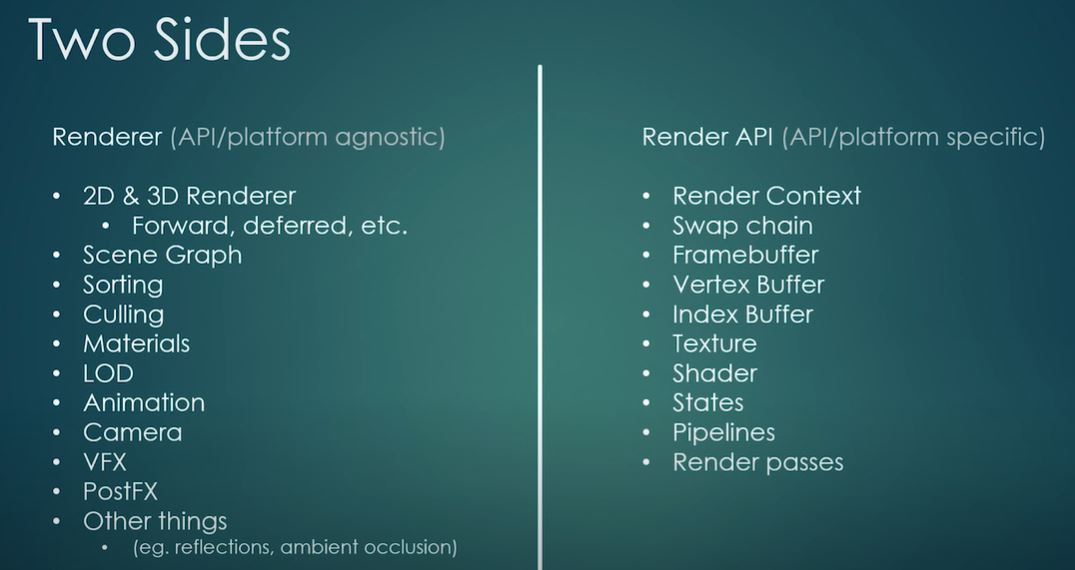 Two Sides
Renderer (API/platform agnostic)
• 2D & 3D Renderer
• Forward, deferred, etc.
• Scene Graph
• Sorting
• Culling
• Materials
• LOD
• Animation
• Camera
• VFX
• PostFX
• Other things
• (eg. reflections, ambient occlusion)
Render API (API/platform specific)
• Render Context
• Swap chain
• Framebuffer
• Vertex Buffer
• Index Buffer
• Texture
• Shader
• States
• Pipelines
• Render passes